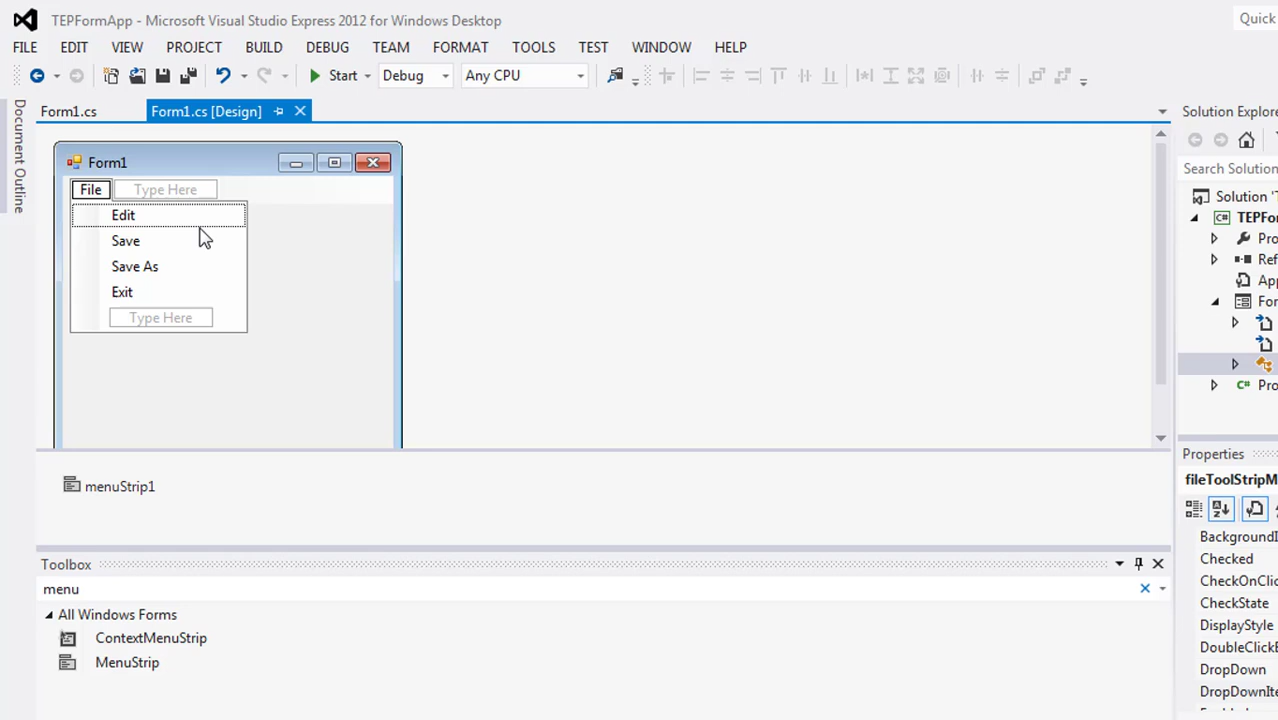 TEPFormApp - Microsoft Visual Studio Express 2012 for Windows Desktop
Quick
FILE EDIT VIEW PROJECT BUILD DEBUG TEAM FORMAT TOOLS TEST WINDOW HELP
Start Debug Any CPU
Form1.cs Form1.cs [Design]
Document Outline
Form1
File Type Here
Edit
Save
Save As
Exit
Type Here
menuStrip1
Toolbox
menu
All Windows Forms
ContextMenuStrip
MenuStrip
Solution Explore
Search Solution
Solution 'T
TEPFor
Pro
Ref
App
For
Pro
Properties
fileToolStripM
BackgroundI
Checked
CheckOnClic
CheckState
DisplayStyle
DoubleClickE
DropDown
DropDownIte